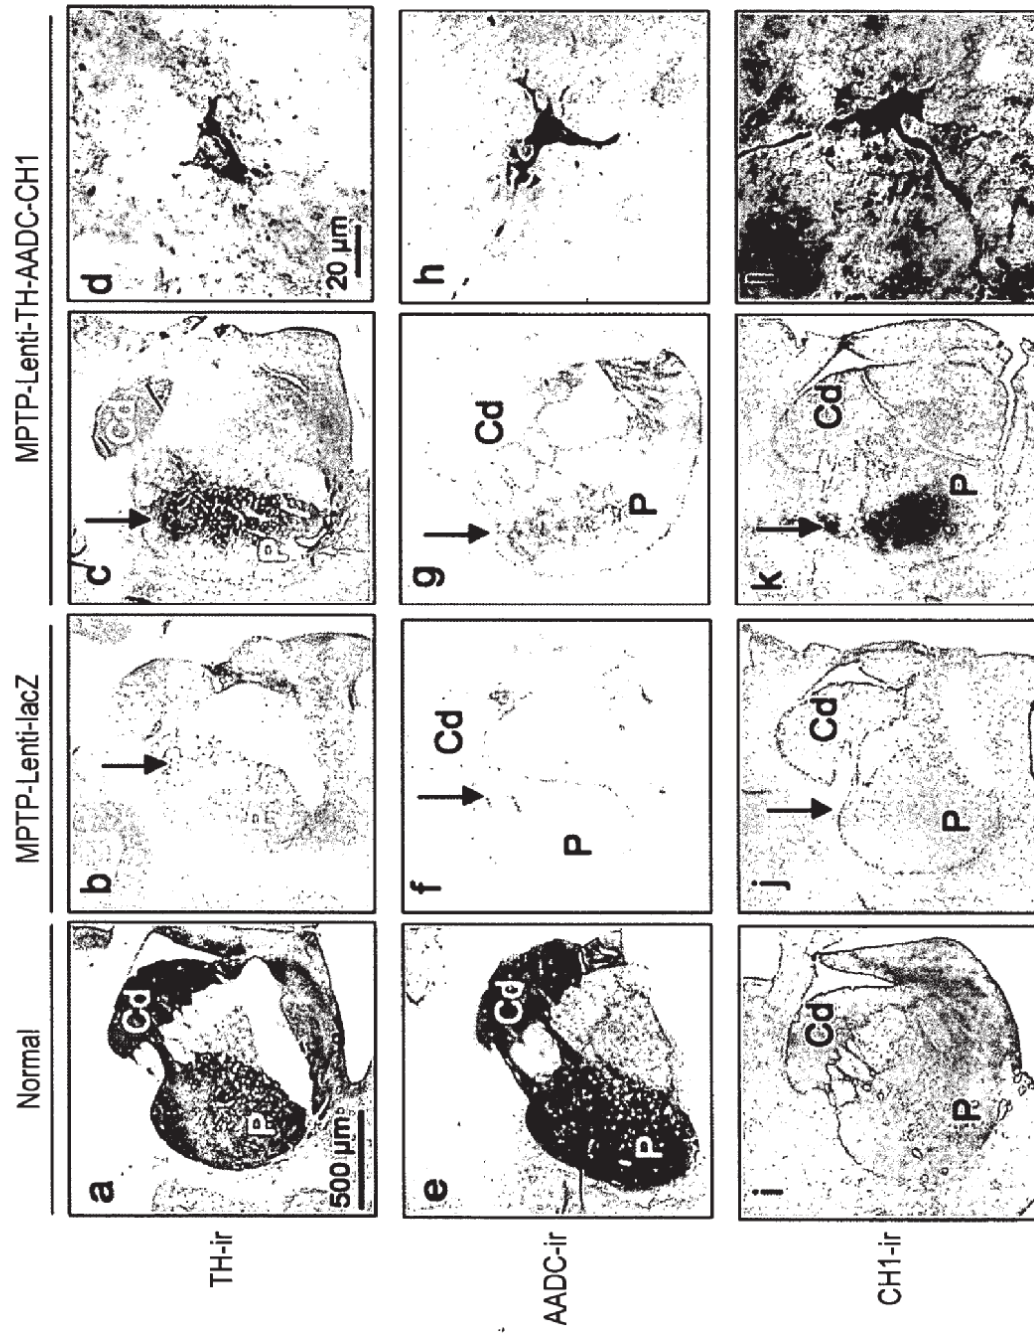 Normal
MPTP-Lenti-lacZ
MPTP-Lenti-TH-AADC-CH1
TH-ir
a
Cd
P
500 µm
b
c
Cd
P
d
20 µm
AADC-ir
e
Cd
P
f
Cd
P
g
Cd
P
h
CH1-ir
i
Cd
P
j
Cd
P
k
Cd
P